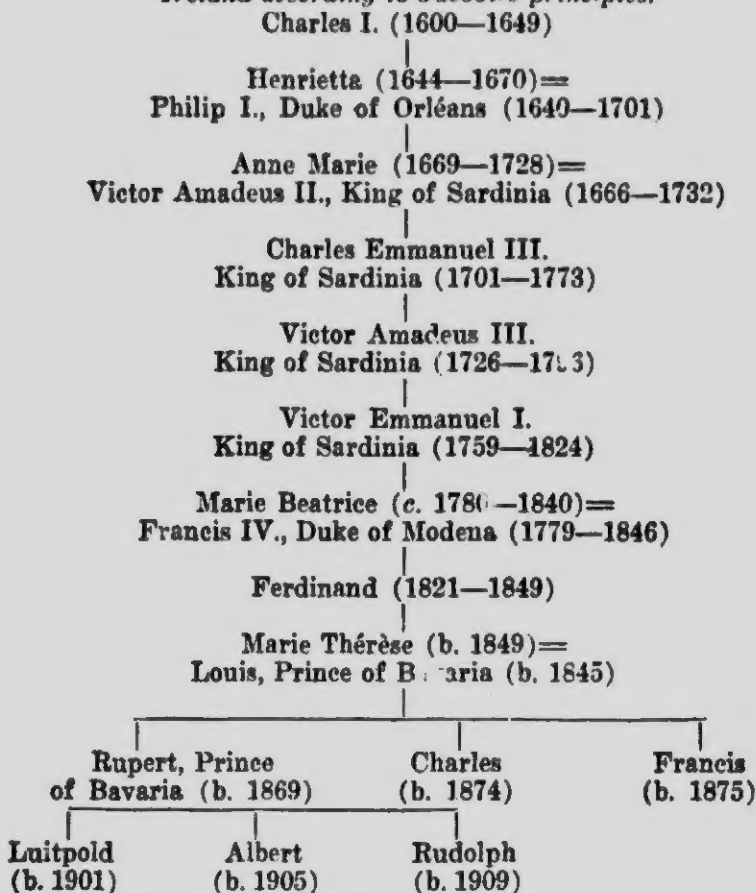 Charles I. (1600—1649)
Henrietta (1644—1670)=
Philip I., Duke of Orléans (1640—1701)
Anne Marie (1669—1728)=
Victor Amadeus II., King of Sardinia (1666—1732)
Charles Emmanuel III.
King of Sardinia (1701—1773)
Victor Amadeus III.
King of Sardinia (1726—
Victor Emmanuel I.
King of Sardinia (1759—1824)
Marie Beatrice (c. —1840)=
Francis IV., Duke of Modena (1779—1846)
Ferdinand (1821—1849)
Marie Thérèse (b. 1849)=
Louis, Prince of (b. 1845)
Rupert, Prince of Bavaria (b. 1869)
Charles (b. 1874)
Francis (b. 1875)
Luitpold (b. 1901)
Albert (b. 1905)
Rudolph (b. 1909)